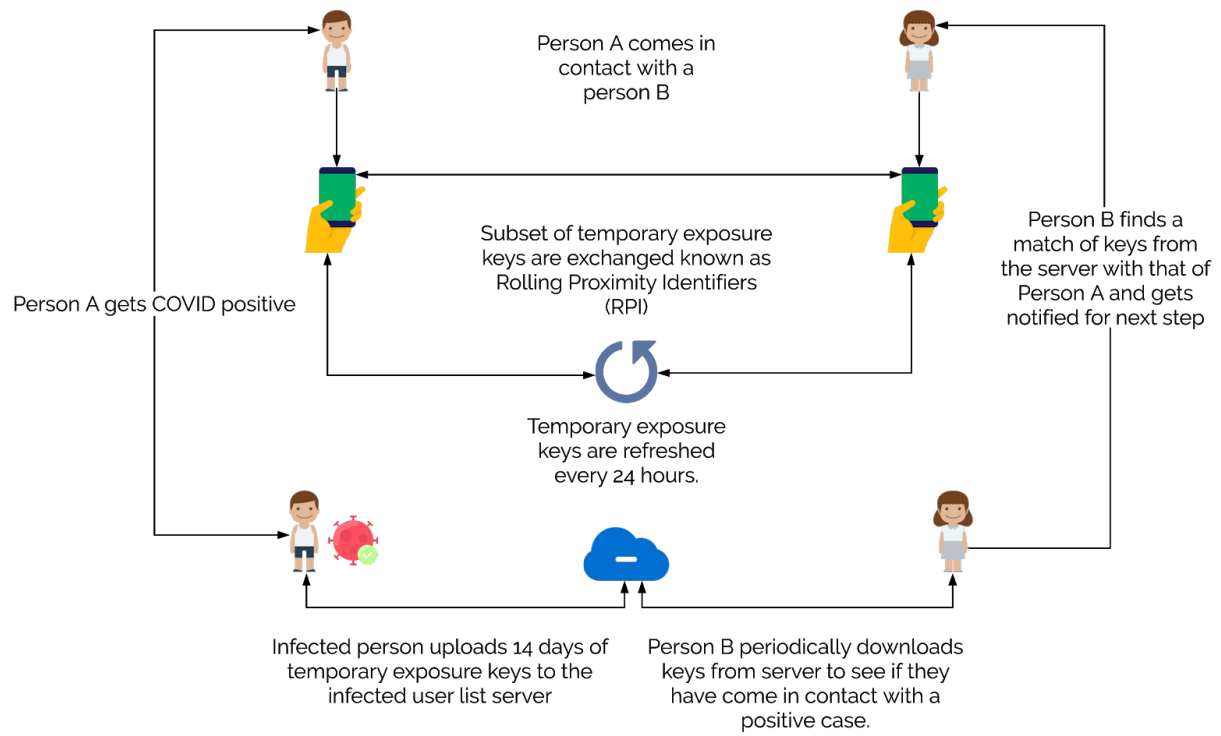 Person A comes in
contact with a
person B
Subset of temporary exposure
keys are exchanged known as
Rolling Proximity Identifiers
(RPI)
Person B finds a
match of keys from
the server with that of
Person A and gets
notified for next step
Person A gets COVID positive
Temporary exposure
keys are refreshed
every 24 hours.
Infected person uploads 14 days of
temporary exposure keys to the
infected user list server
Person B periodically downloads
keys from server to see if they
have come in contact with a
positive case.